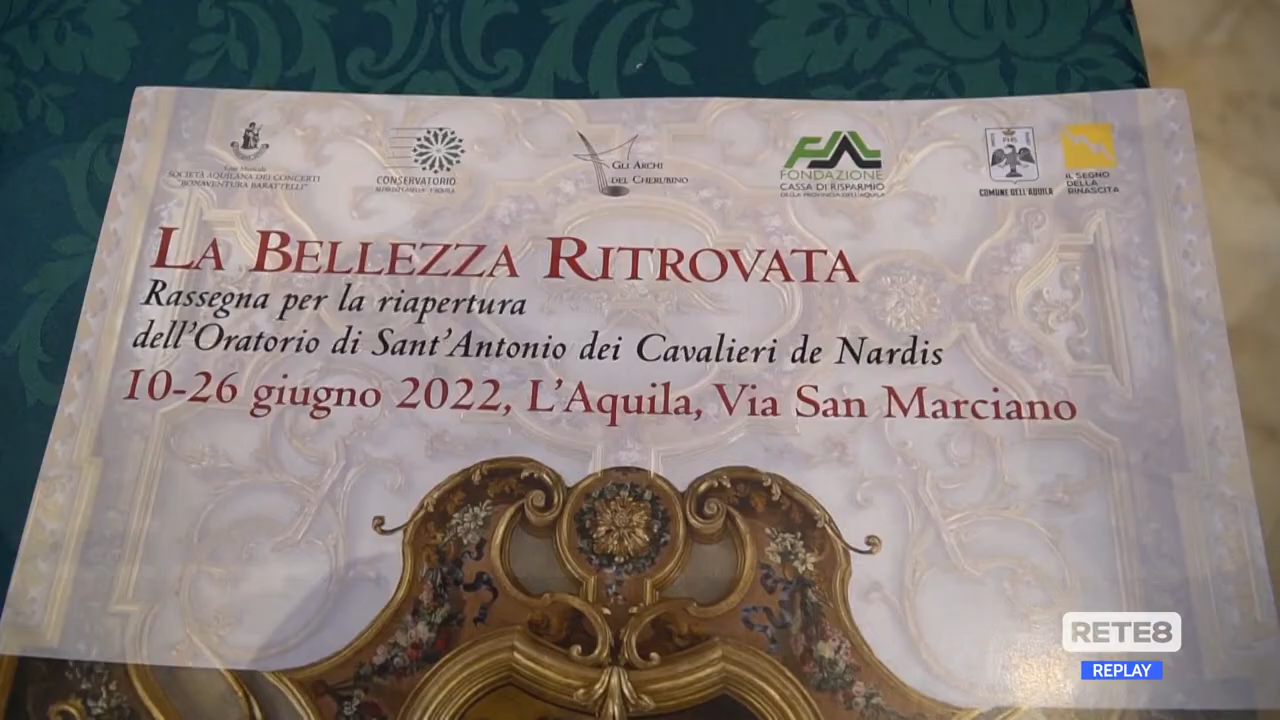 SOCIETÀ AQUILANA DEI CONCERTI
"BONAVENTURA BARATTELLI"
CONSERVATORIO
GLI ARCHI
DEL CHERUBINO
FONDAZIONE
CASSA DI RISPARMIO
DELLA PROVINCIA DELL'AQUILA
COMUNE DELL'AQUILA
IL SEGNO
DELLA
RINASCITA
LA BELLEZZA RITROVATA
Rassegna per la riapertura
dell'Oratorio di Sant'Antonio dei Cavalieri de Nardis
10-26 giugno 2022, L'Aquila, Via San Marciano
RETE8
REPLAY